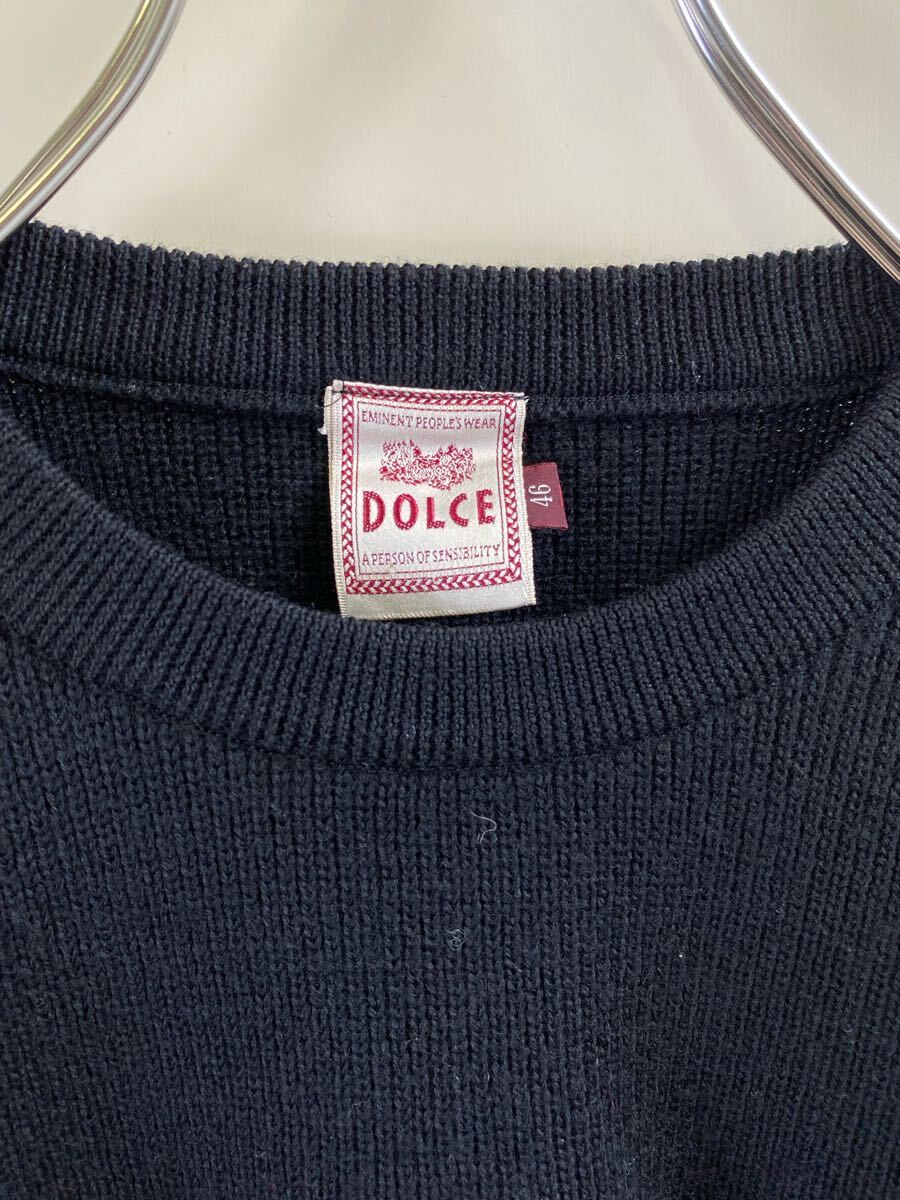 EMINENT PEOPLE'S WEAR
DOLCE
A PERSON OF SENSIBILITY
46